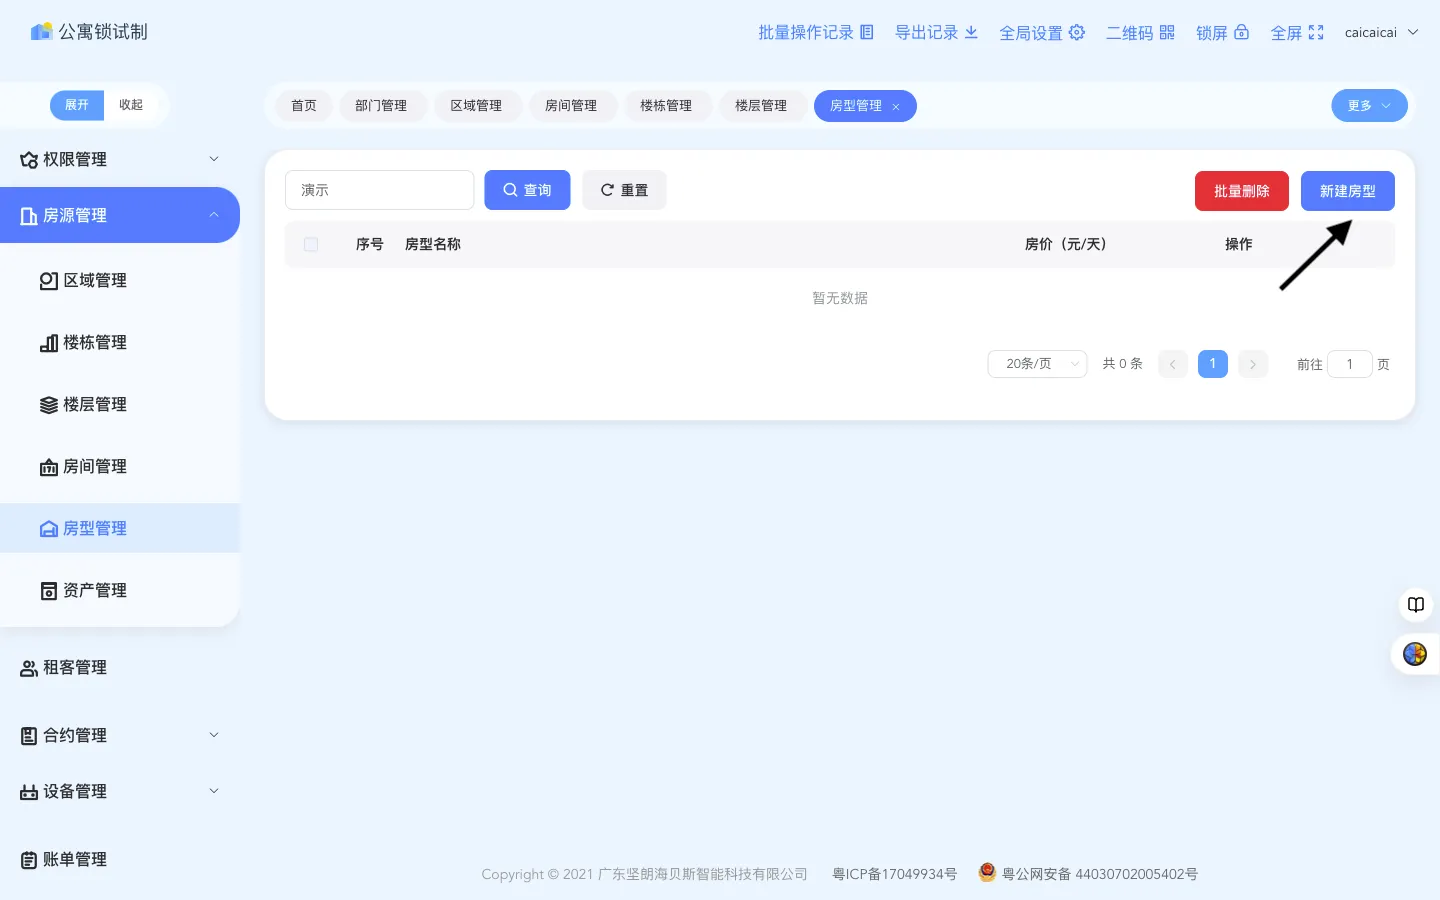 公寓锁试制
批量操作记录 导出记录 全局设置 二维码 锁屏 全屏 caicaicai
展开 收起
首页 部门管理 区域管理 房间管理 楼栋管理 楼层管理 房型管理 × 更多
权限管理
房源管理
区域管理
楼栋管理
楼层管理
房间管理
房型管理
资产管理
租客管理
合约管理
设备管理
账单管理
演示 查询 重置 批量删除 新建房型
序号 房型名称 房价（元/天） 操作
暂无数据
20条/页 共 0 条 1 前往 1 页
Copyright © 2021 广东坚朗海贝斯智能科技有限公司 粤ICP备17049934号 粤公网安备 44030702005402号